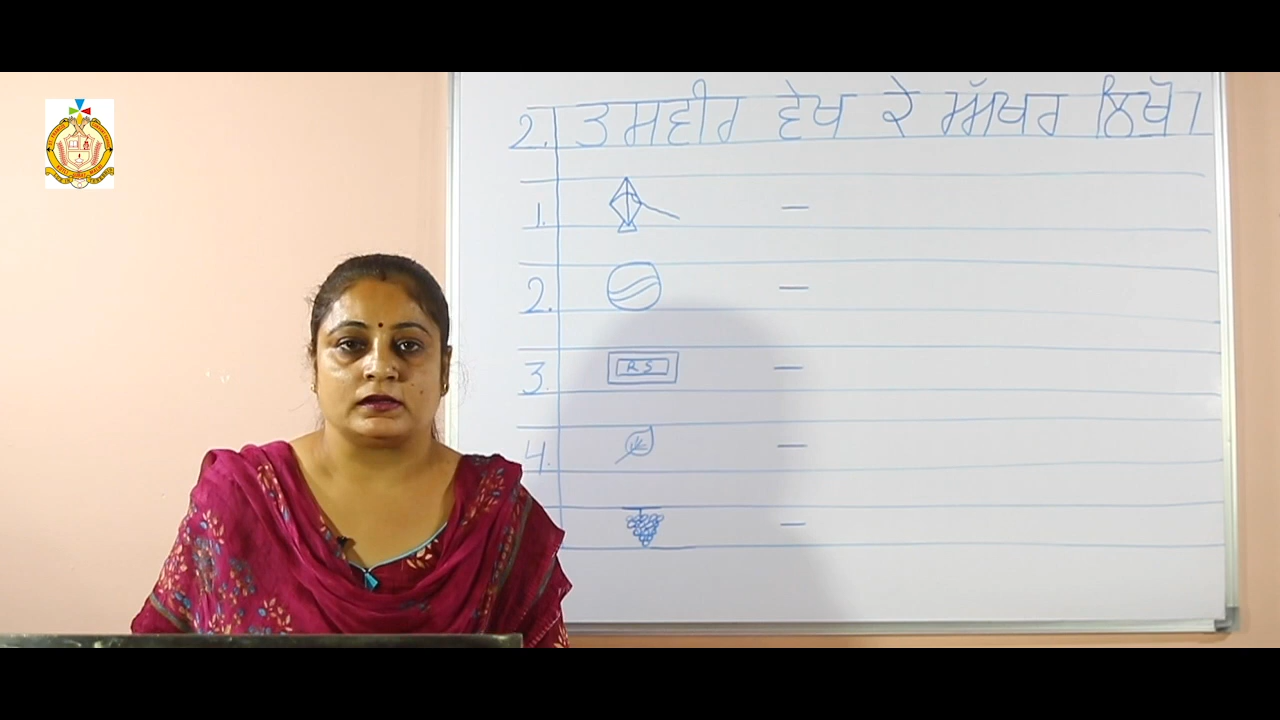 2. ਤਸਵੀਰ ਵੇਖ ਕੇ ਅੱਖਰ ਲਿਖੋ।
1. –
2. –
3. RS –
4. –
–